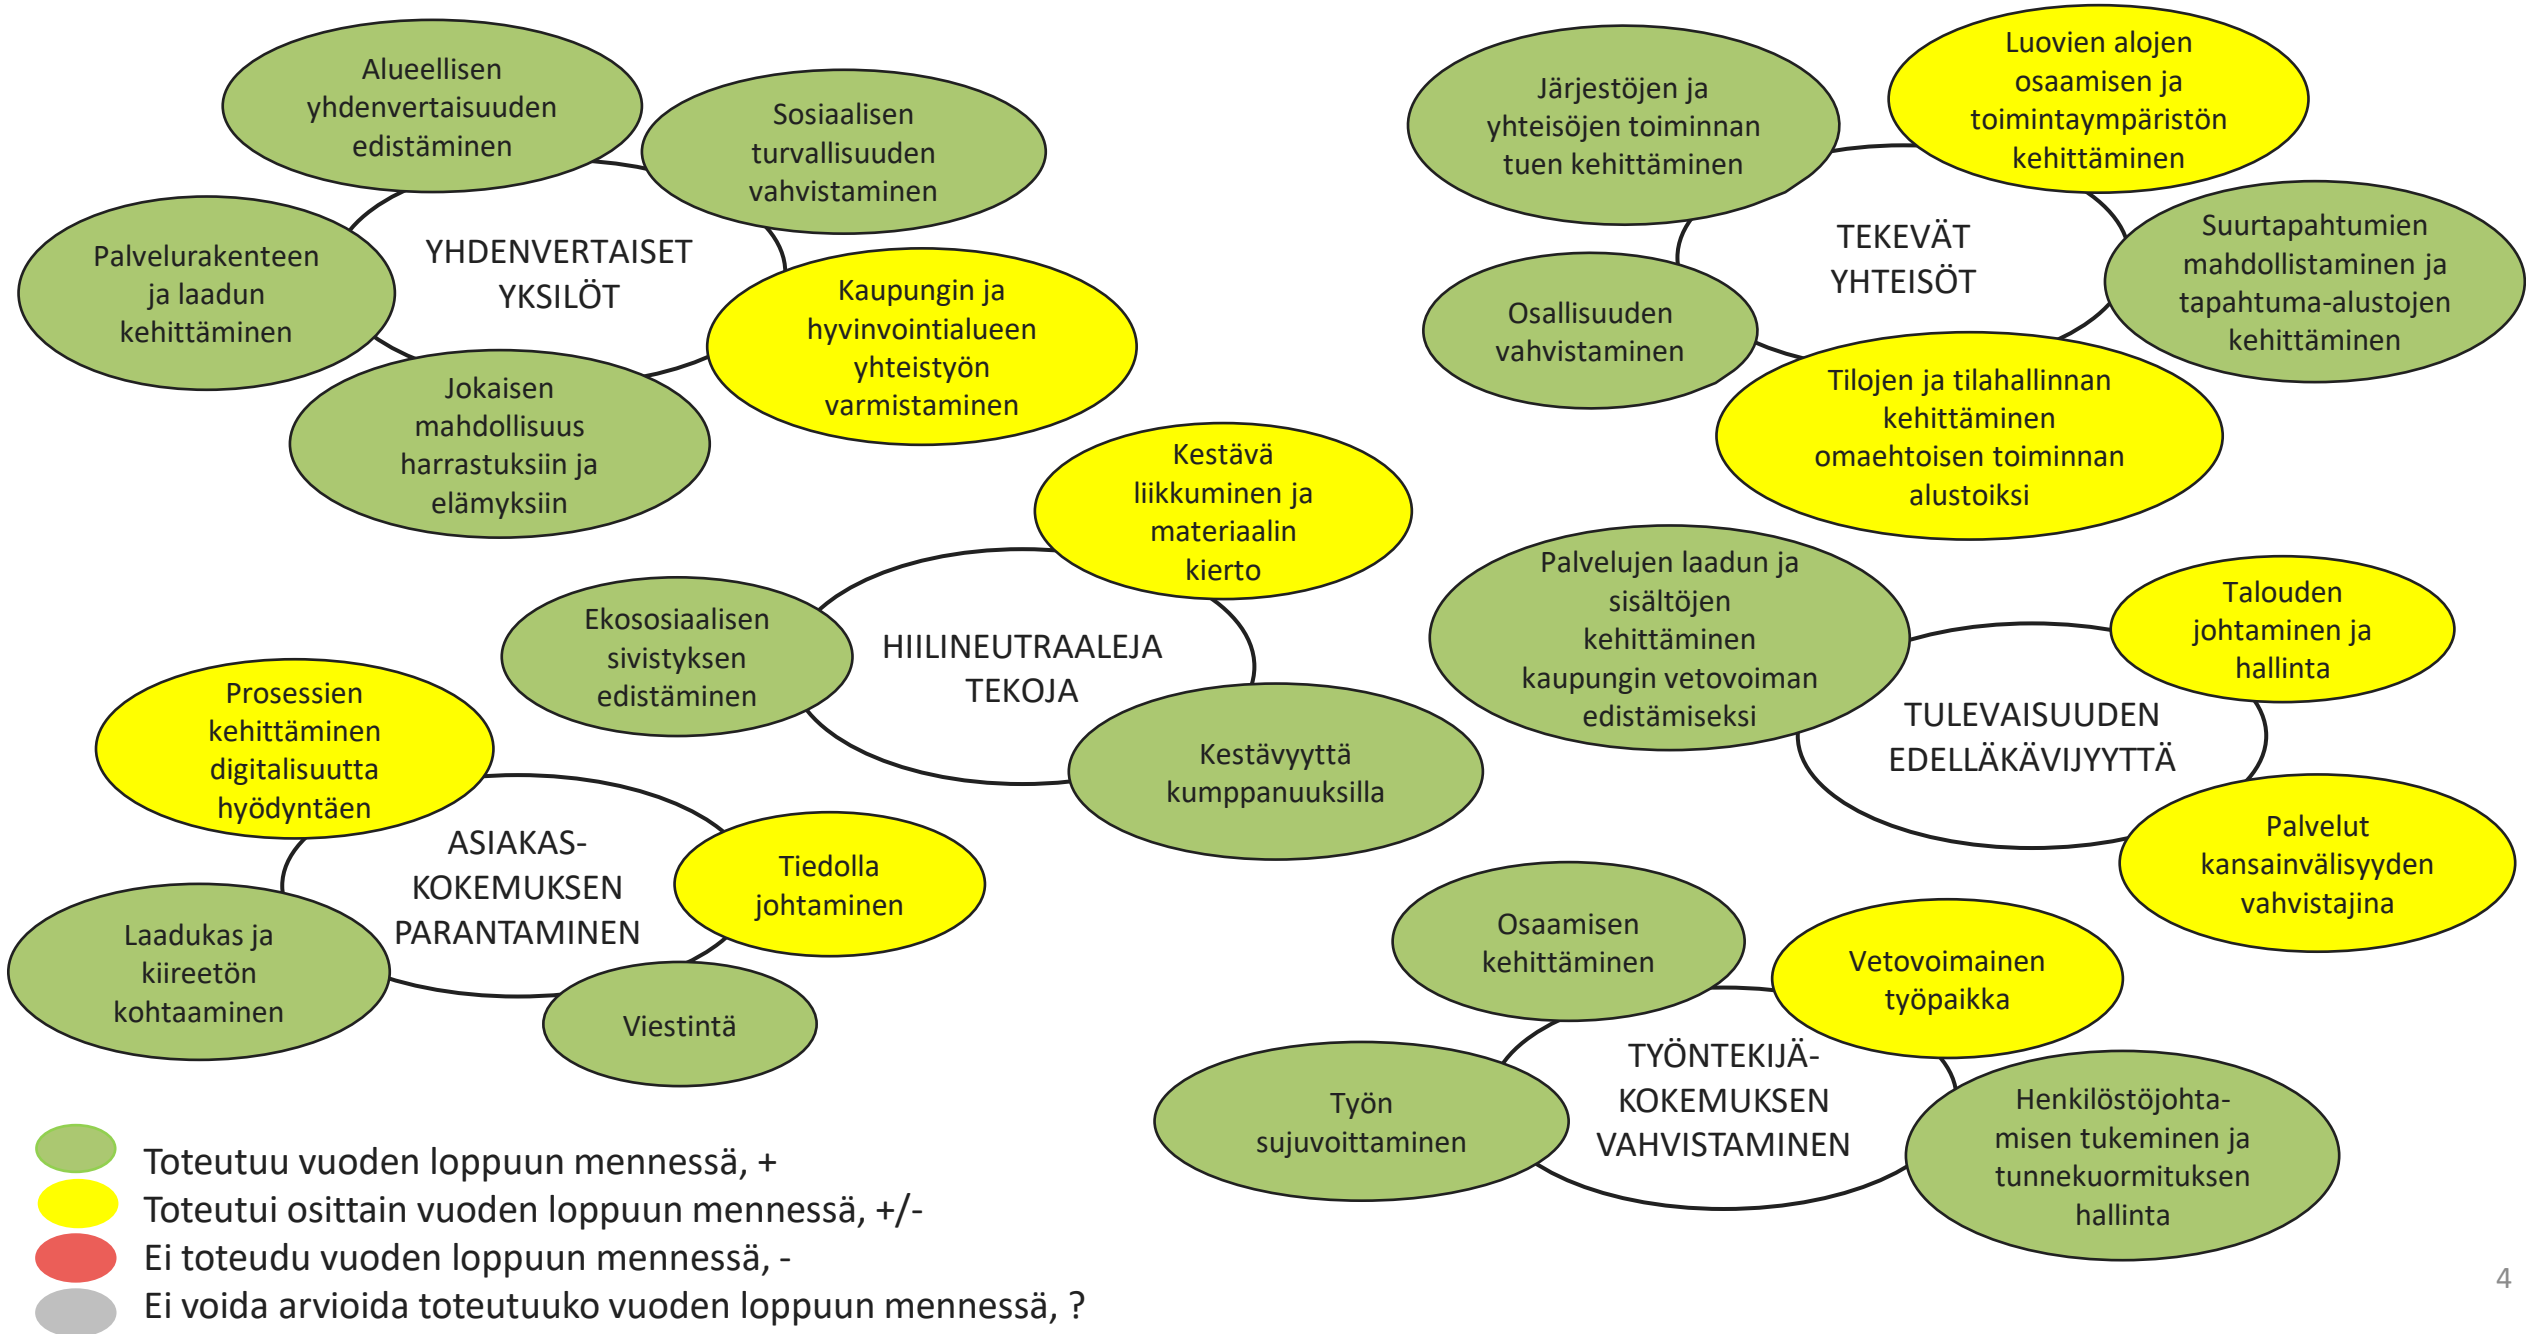 Alueellisen
yhdenvertaisuuden
edistäminen
Sosiaalisen
turvallisuuden
vahvistaminen
Palvelurakenteen
ja laadun
kehittäminen
YHDENVERTAISET
YKSILÖT
Kaupungin ja
hyvinvointialueen
yhteistyön
varmistaminen
Jokaisen
mahdollisuus
harrastuksiin ja
elämyksiin
Järjestöjen ja
yhteisöjen toiminnan
tuen kehittäminen
Luovien alojen
osaamisen ja
toimintaympäristön
kehittäminen
TEKEVÄT
YHTEISÖT
Suurtapahtumien
mahdollistaminen ja
tapahtuma-alustojen
kehittäminen
Osallisuuden
vahvistaminen
Tilojen ja tilahallinnan
kehittäminen
omaehtoisen toiminnan
alustoiksi
Kestävä
liikkuminen ja
materiaalin
kierto
Ekososiaalisen
sivistyksen
edistäminen
HIILINEUTRAALEJA
TEKOJA
Kestävyyttä
kumppanuuksilla
Palvelujen laadun ja
sisältöjen
kehittäminen
kaupungin vetovoiman
edistämiseksi
Talouden
johtaminen ja
hallinta
TULEVAISUUDEN
EDELLÄKÄVIJYYTTÄ
Palvelut
kansainvälisyyden
vahvistajina
Prosessien
kehittäminen
digitalisuutta
hyödyntäen
ASIAKAS-
KOKEMUKSEN
PARANTAMINEN
Tiedolla
johtaminen
Laadukas ja
kiireetön
kohtaaminen
Viestintä
Osaamisen
kehittäminen
Vetovoimainen
työpaikka
TYÖNTEKIJÄ-
KOKEMUKSEN
VAHVISTAMINEN
Työn
sujuvoittaminen
Henkilöstöjohta-
misen tukeminen ja
tunnekuormituksen
hallinta
Toteutuu vuoden loppuun mennessä, +
Toteutui osittain vuoden loppuun mennessä, +/-
Ei toteudu vuoden loppuun mennessä, -
Ei voida arvioida toteutuuko vuoden loppuun mennessä, ?
4